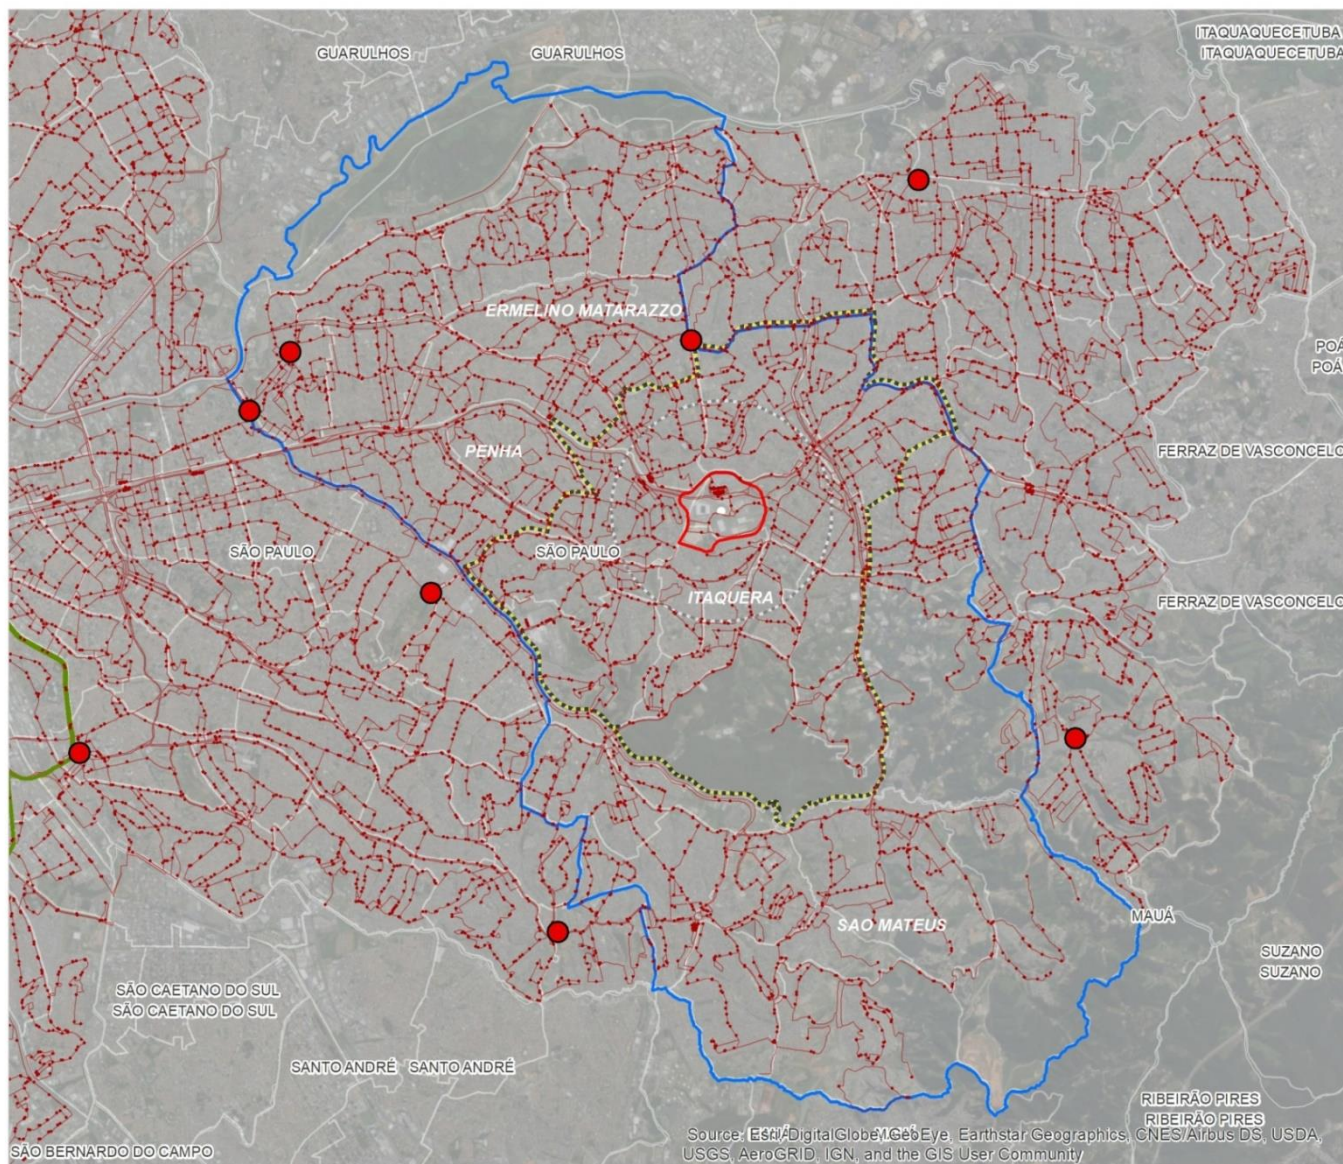 ITAQUAQUECETUBA
GUARULHOS GUARULHOS
ITAQUAQUECETUBA
ERMELINO MATARAZZO
POÁ
POÁ
PENHA
FERRAZ DE VASCONCELO
SÃO PAULO SÃO PAULO
ITAQUERA
FERRAZ DE VASCONCELO
MAUÁ
SAO MATEUS
SUZANO
SUZANO
SÃO CAETANO DO SUL
SÃO CAETANO DO SUL
SANTO ANDRÉ SANTO ANDRÉ
RIBEIRÃO PIRES
RIBEIRÃO PIRES
SÃO BERNARDO DO CAMPO
Source: Esri, DigitalGlobe, GeoEye, Earthstar Geographics, CNES/Airbus DS, USDA,
USGS, AeroGRID, IGN, and the GIS User Community